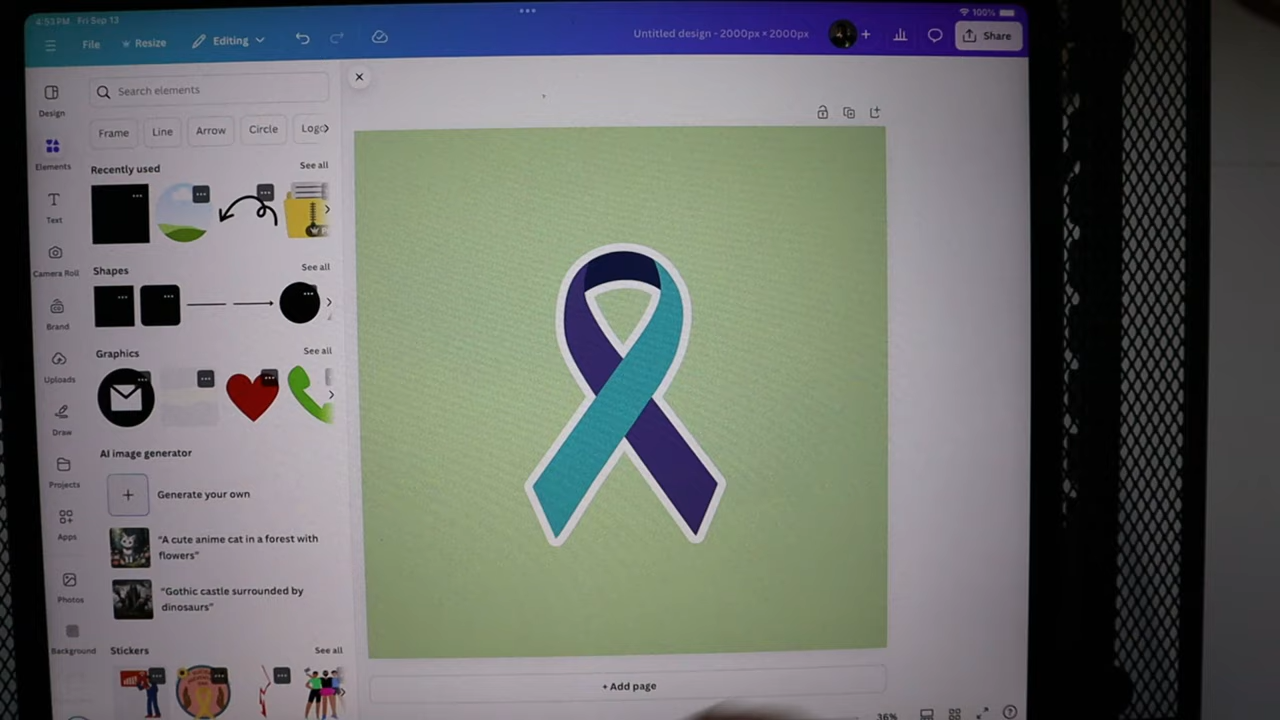 4:53 PM Fri Sep 13
100%
File
Resize
Editing
Untitled design - 2000px × 2000px
Share
Design
Elements
Text
Camera Roll
Brand
Uploads
Draw
Projects
Apps
Photos
Background
Search elements
Frame
Line
Arrow
Circle
Logo
Recently used
See all
Shapes
See all
Graphics
See all
AI image generator
Generate your own
“A cute anime cat in a forest with
flowers”
“Gothic castle surrounded by
dinosaurs”
Stickers
See all
+ Add page
36%